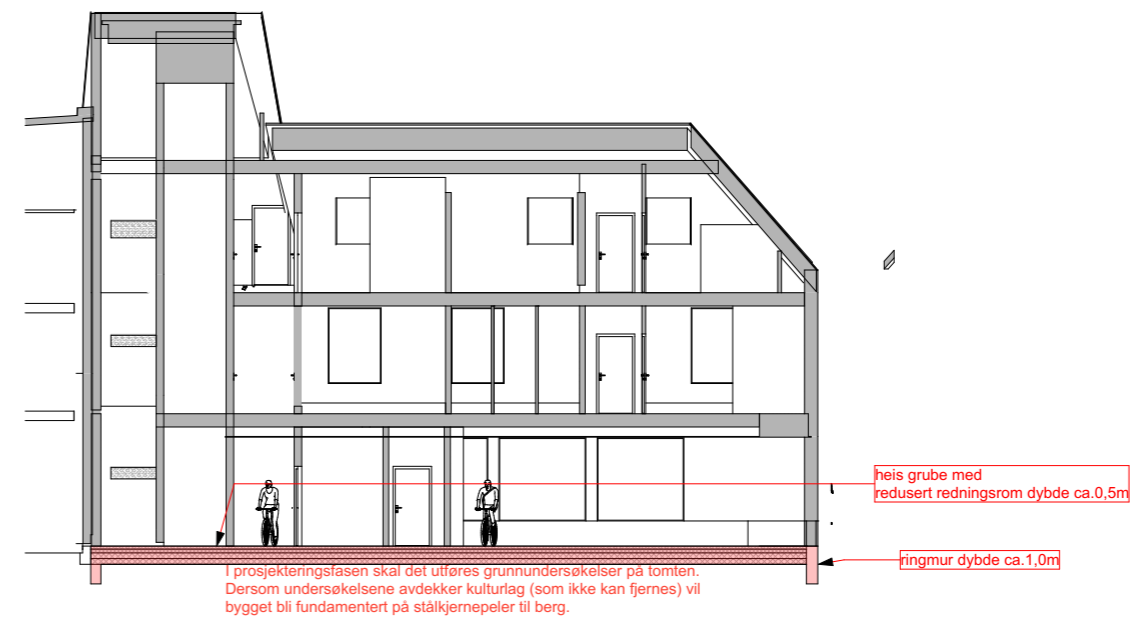 heis grube med
redusert redningsrom dybde ca.0,5m
ringmur dybde ca.1,0m
I prosjekteringsfasen skal det utføres grunnundersøkelser på tomten.
Dersom undersøkelsene avdekker kulturlag (som ikke kan fjernes) vil
bygget bli fundamentert på stålkjernepeler til berg.